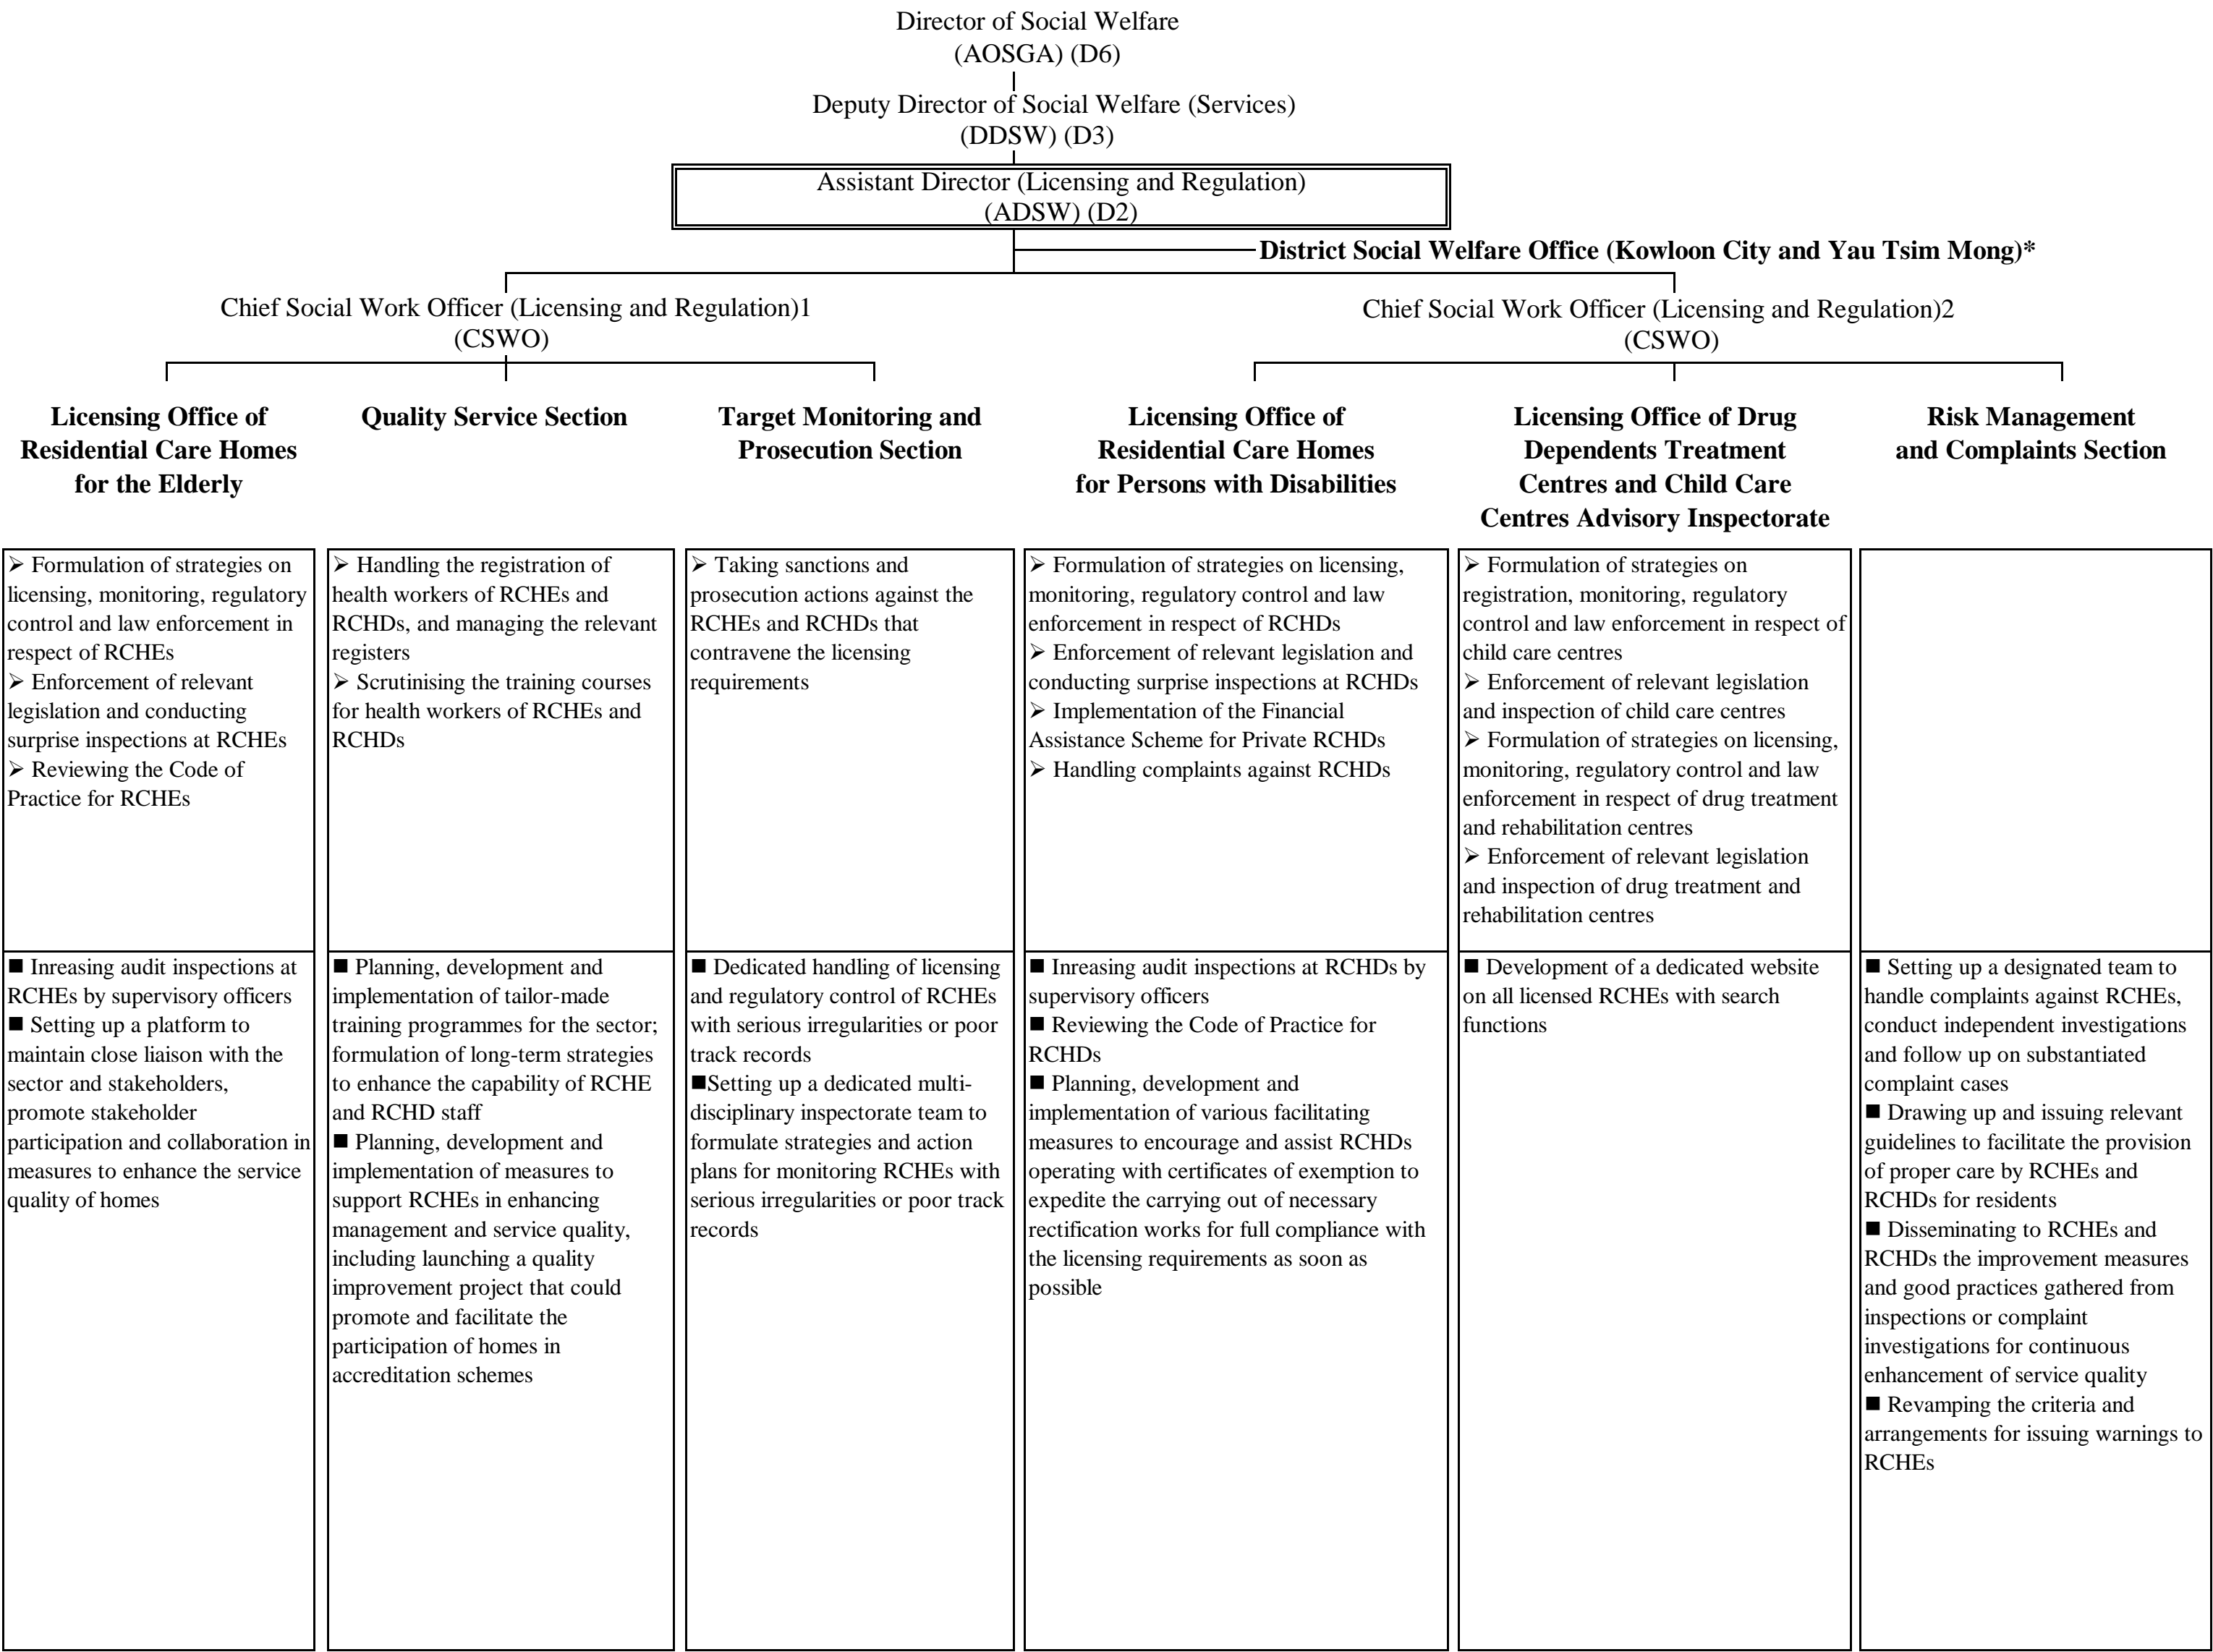 Director of Social Welfare
(AOSGA) (D6)
Deputy Director of Social Welfare (Services)
(DDSW) (D3)
Assistant Director (Licensing and Regulation)
(ADSW) (D2)
District Social Welfare Office (Kowloon City and Yau Tsim Mong)*
Chief Social Work Officer (Licensing and Regulation)1
(CSWO)
Chief Social Work Officer (Licensing and Regulation)2
(CSWO)
Licensing Office of
Residential Care Homes
for the Elderly
➢ Formulation of strategies on
licensing, monitoring, regulatory
control and law enforcement in
respect of RCHEs
➢ Enforcement of relevant
legislation and conducting
surprise inspections at RCHEs
➢ Reviewing the Code of
Practice for RCHEs
■ Inreasing audit inspections at
RCHEs by supervisory officers
■ Setting up a platform to
maintain close liaison with the
sector and stakeholders,
promote stakeholder
participation and collaboration in
measures to enhance the service
quality of homes
Quality Service Section
➢ Handling the registration of
health workers of RCHEs and
RCHDs, and managing the relevant
registers
➢ Scrutinising the training courses
for health workers of RCHEs and
RCHDs
■ Planning, development and
implementation of tailor-made
training programmes for the sector;
formulation of long-term strategies
to enhance the capability of RCHE
and RCHD staff
■ Planning, development and
implementation of measures to
support RCHEs in enhancing
management and service quality,
including launching a quality
improvement project that could
promote and facilitate the
participation of homes in
accreditation schemes
Target Monitoring and
Prosecution Section
➢ Taking sanctions and
prosecution actions against the
RCHEs and RCHDs that
contravene the licensing
requirements
■ Dedicated handling of licensing
and regulatory control of RCHEs
with serious irregularities or poor
track records
■Setting up a dedicated multi-
disciplinary inspectorate team to
formulate strategies and action
plans for monitoring RCHEs with
serious irregularities or poor track
records
Licensing Office of
Residential Care Homes
for Persons with Disabilities
➢ Formulation of strategies on licensing,
monitoring, regulatory control and law
enforcement in respect of RCHDs
➢ Enforcement of relevant legislation and
conducting surprise inspections at RCHDs
➢ Implementation of the Financial
Assistance Scheme for Private RCHDs
➢ Handling complaints against RCHDs
■ Inreasing audit inspections at RCHDs by
supervisory officers
■ Reviewing the Code of Practice for
RCHDs
■ Planning, development and
implementation of various facilitating
measures to encourage and assist RCHDs
operating with certificates of exemption to
expedite the carrying out of necessary
rectification works for full compliance with
the licensing requirements as soon as
possible
Licensing Office of Drug
Dependents Treatment
Centres and Child Care
Centres Advisory Inspectorate
➢ Formulation of strategies on
registration, monitoring, regulatory
control and law enforcement in respect of
child care centres
➢ Enforcement of relevant legislation
and inspection of child care centres
➢ Formulation of strategies on licensing,
monitoring, regulatory control and law
enforcement in respect of drug treatment
and rehabilitation centres
➢ Enforcement of relevant legislation
and inspection of drug treatment and
rehabilitation centres
■ Development of a dedicated website
on all licensed RCHEs with search
functions
Risk Management
and Complaints Section
■ Setting up a designated team to
handle complaints against RCHEs,
conduct independent investigations
and follow up on substantiated
complaint cases
■ Drawing up and issuing relevant
guidelines to facilitate the provision
of proper care by RCHEs and
RCHDs for residents
■ Disseminating to RCHEs and
RCHDs the improvement measures
and good practices gathered from
inspections or complaint
investigations for continuous
enhancement of service quality
■ Revamping the criteria and
arrangements for issuing warnings to
RCHEs